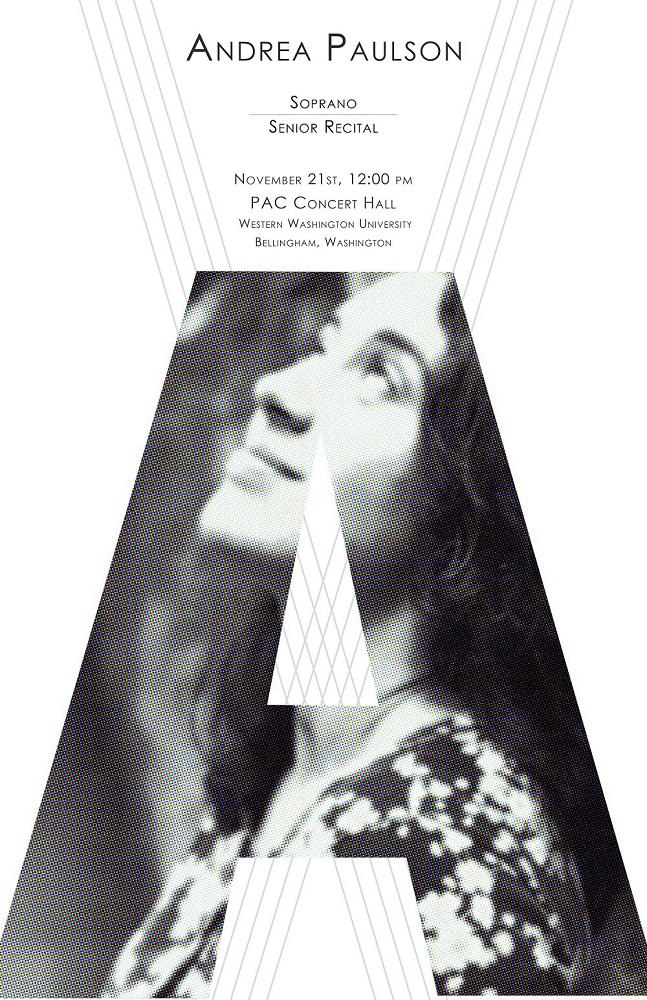 Andrea Paulson
Soprano
Senior Recital
November 21st, 12:00 pm
PAC Concert Hall
Western Washington University
Bellingham, Washington
A